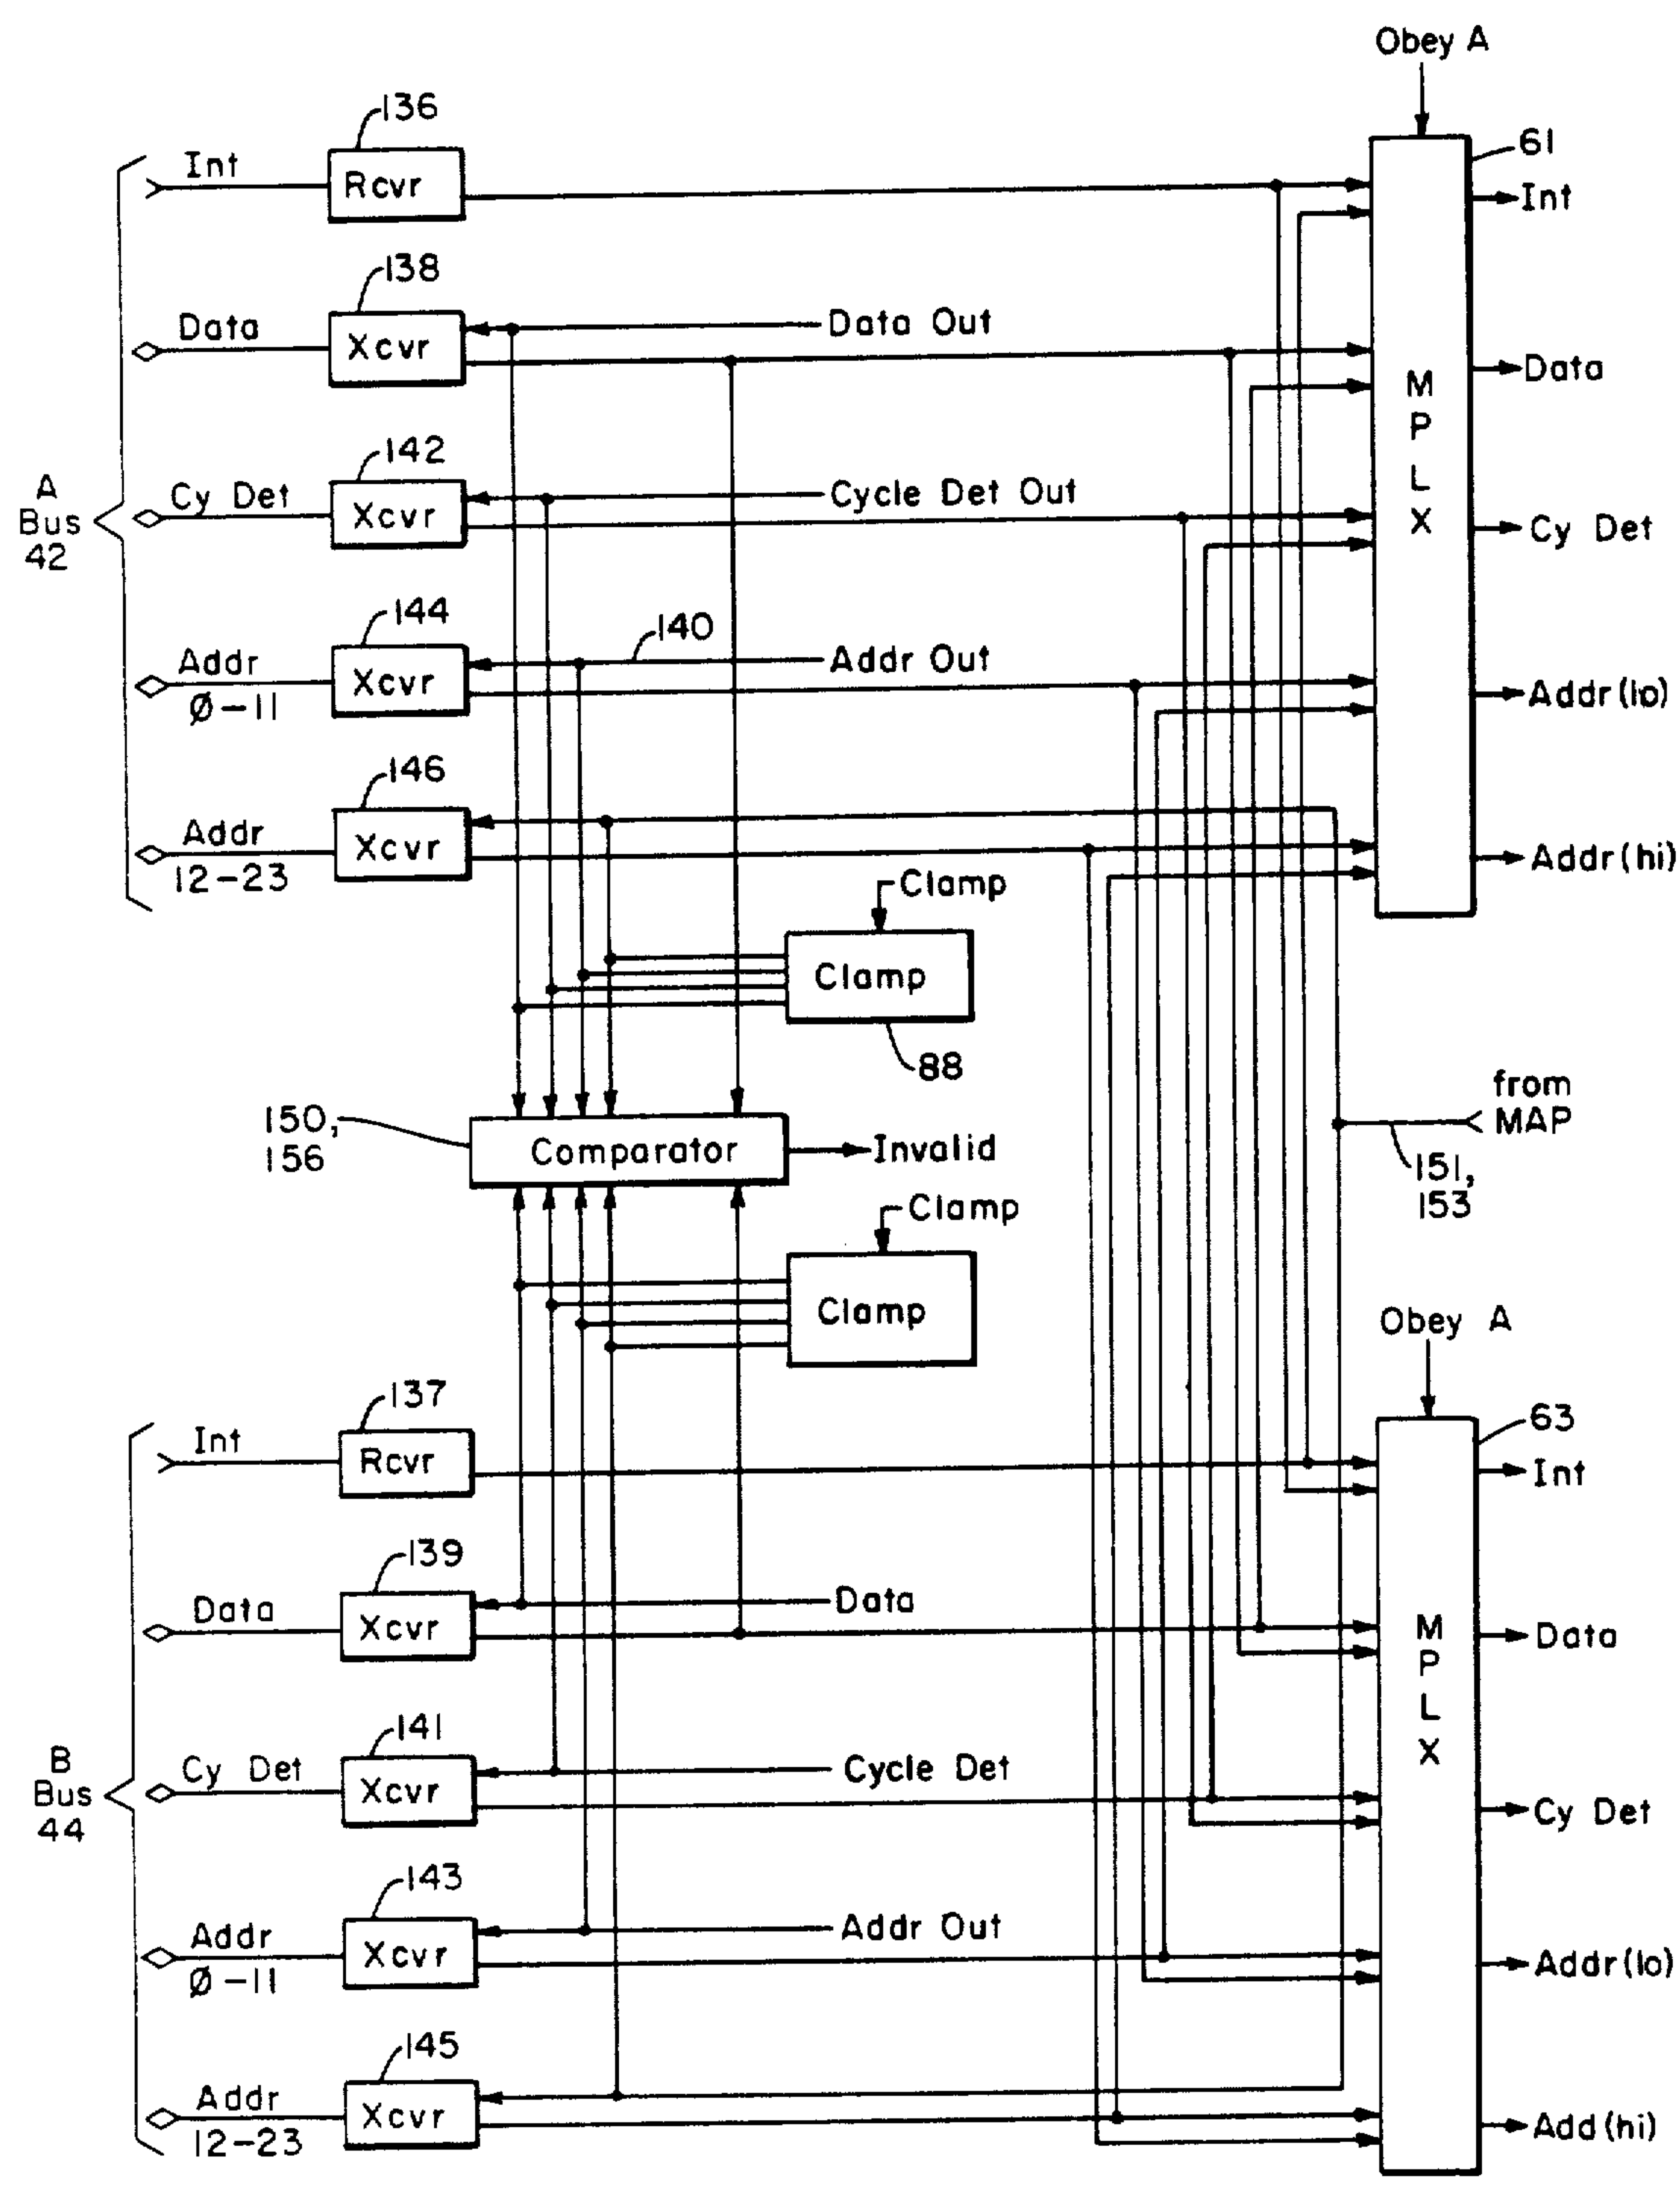 Obey A
136
61
Int
Rcvr
Int
138
Data
Xcvr
Data Out
Data
M
P
L
X
142
A
Bus
42
Cy Det
Xcvr
Cycle Det Out
Cy Det
144
140
Addr
Ø-11
Xcvr
Addr Out
Addr(lo)
146
Addr
12-23
Xcvr
Addr(hi)
Clamp
Clamp
88
from
MAP
150,
156
Comparator
Invalid
151,
153
Clamp
Clamp
Obey A
137
63
Int
Rcvr
Int
139
Data
Xcvr
Data
Data
M
P
L
X
141
B
Bus
44
Cy Det
Xcvr
Cycle Det
Cy Det
143
Addr
Ø-11
Xcvr
Addr Out
Addr(lo)
145
Addr
12-23
Xcvr
Add(hi)